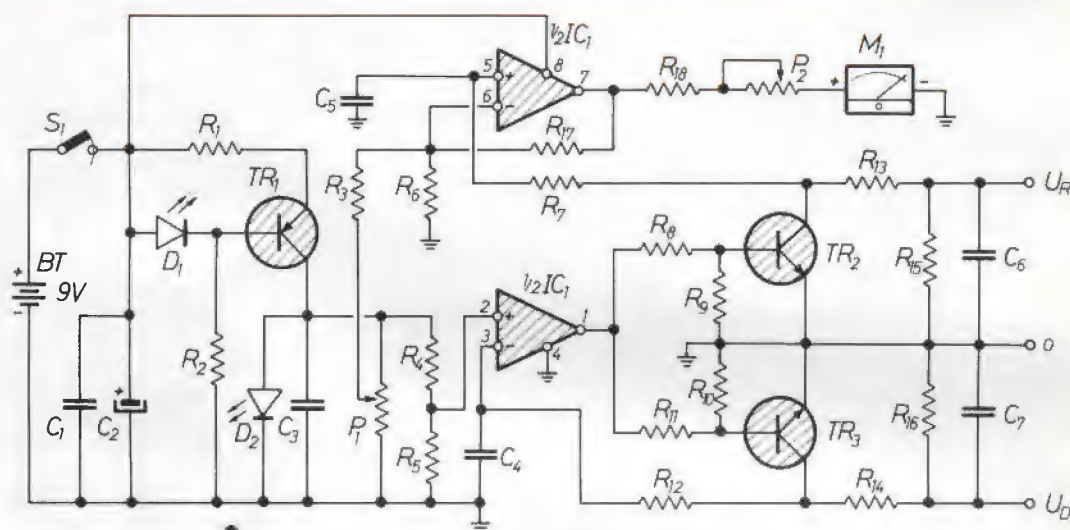 ½IC₁
M₁
8
5
+
7
R₁₈
P₂
+
-
6
-
C₅
S₁
R₁
R₁₇
R₁₃
U_R
TR₁
R₃
R₆
R₇
R₈
TR₂
D₁
½IC₁
R₁₅
C₆
BT
+
9V
-
2
+
1
R₉
3
-
4
0
R₂
R₄
R₁₀
R₁₁
TR₃
R₁₆
C₇
+
C₁
C₂
D₂
C₃
P₁
R₅
C₄
R₁₂
R₁₄
U_D